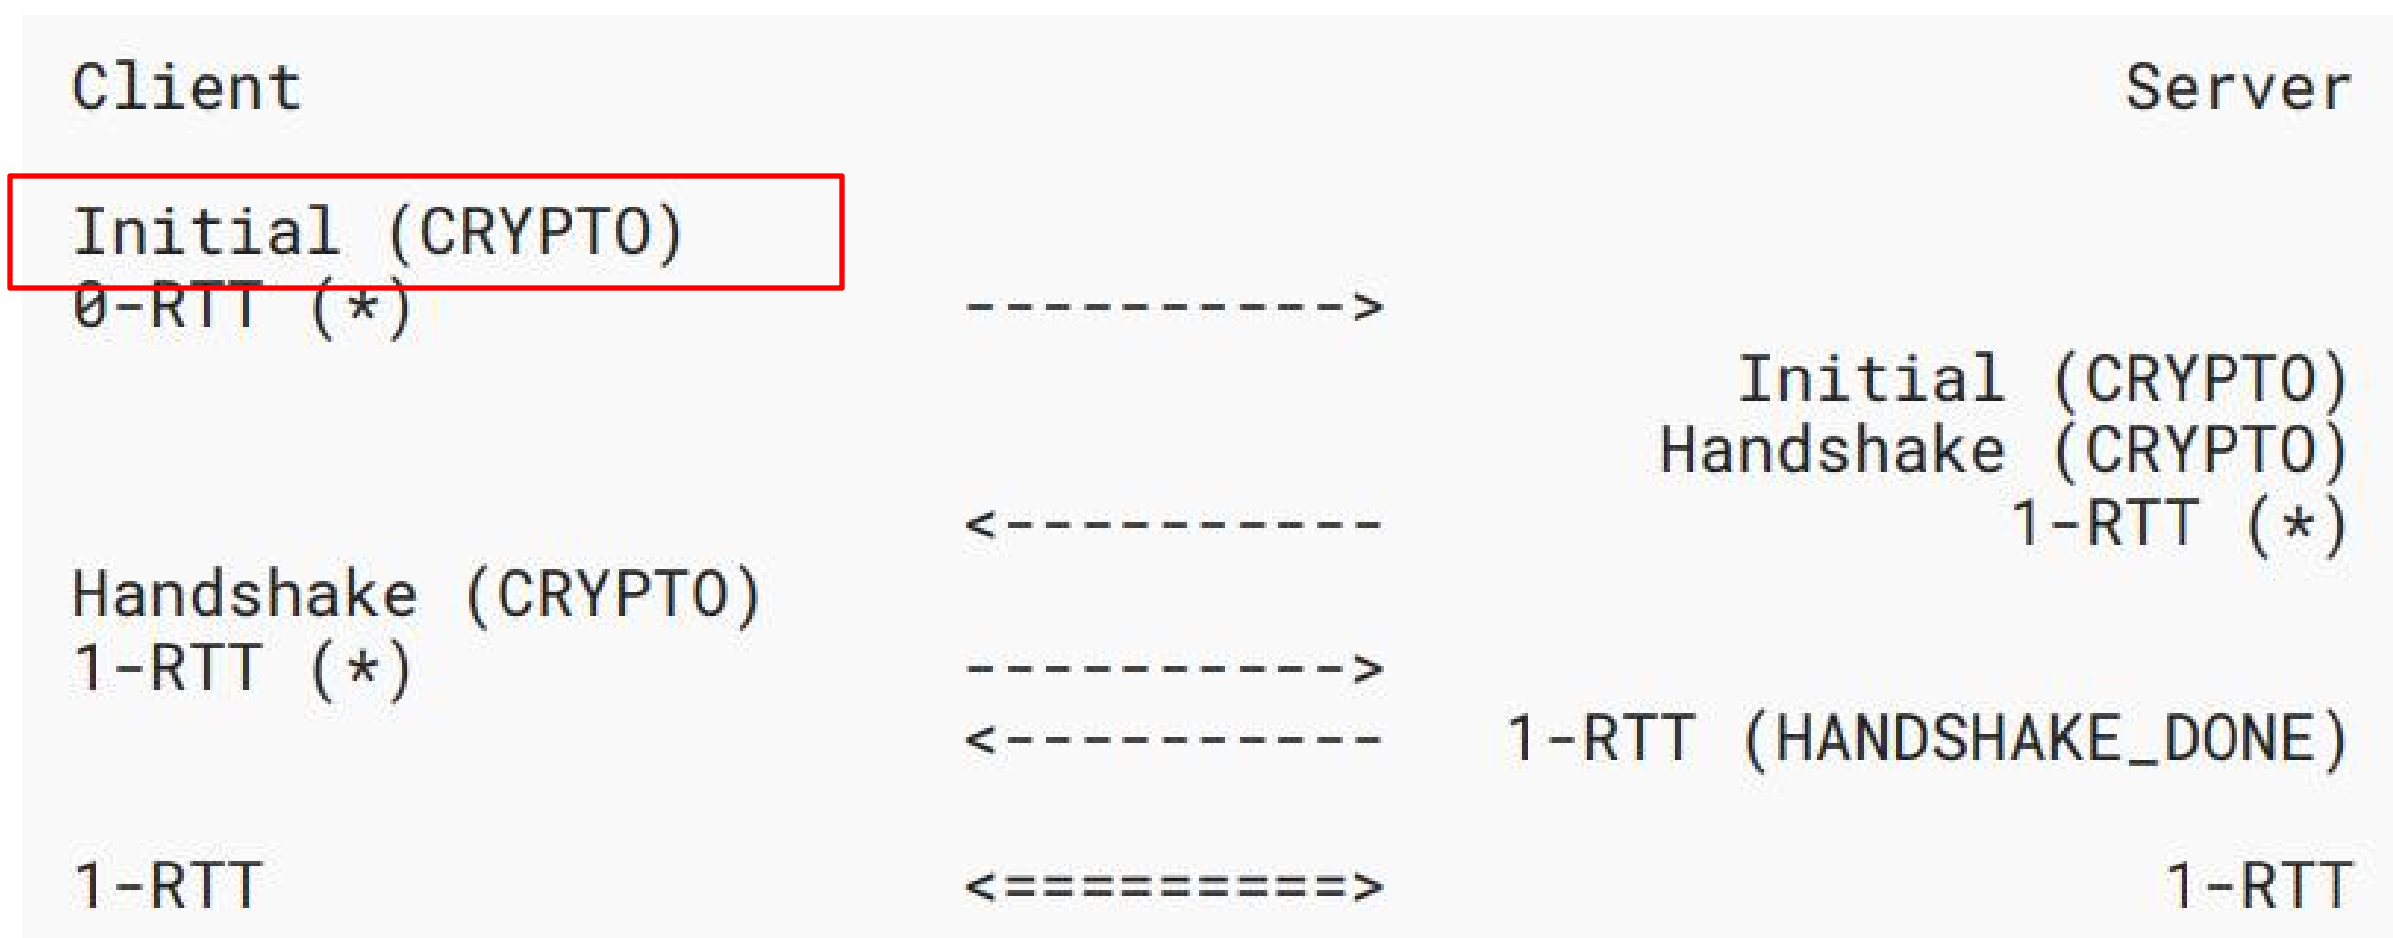 Client Server
Initial (CRYPTO)
0-RTT (*) ---------->
Initial (CRYPTO)
Handshake (CRYPTO)
<---------- 1-RTT (*)
Handshake (CRYPTO)
1-RTT (*) ---------->
<---------- 1-RTT (HANDSHAKE_DONE)
1-RTT <=========> 1-RTT